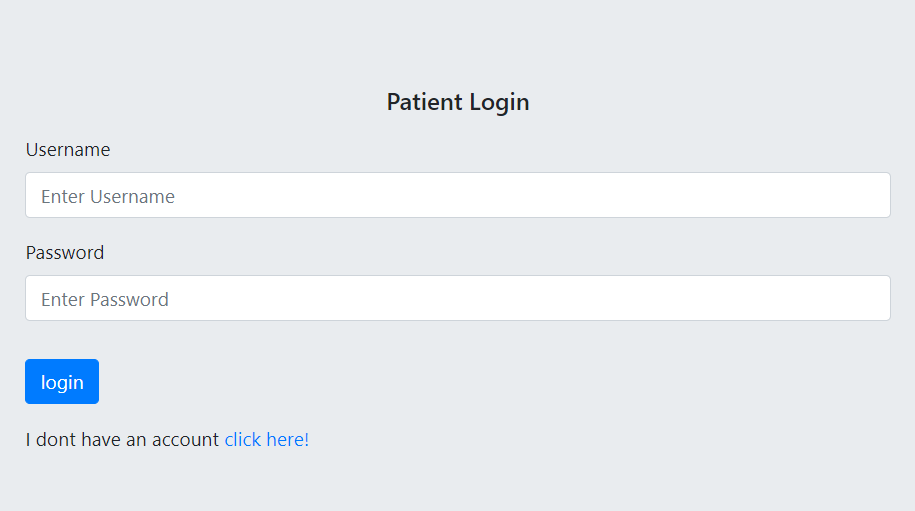 Patient Login
Username
Enter Username
Password
Enter Password
login
I dont have an account click here!